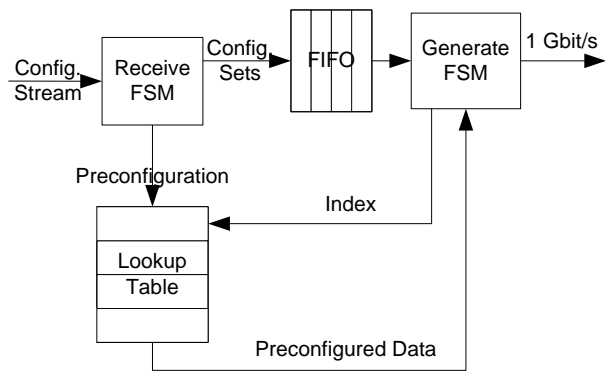 Config.
Stream
Receive
FSM
Config.
Sets
FIFO
Generate
FSM
1 Gbit/s
Preconfiguration
Index
Lookup
Table
Preconfigured Data